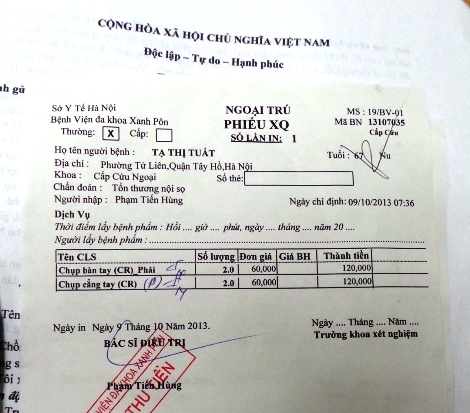 CỘNG HÒA XÃ HỘI CHỦ NGHĨA VIỆT NAM
Độc lập – Tự do – Hạnh phúc
Sở Y Tế Hà Nội
NGOẠI TRÚ
MS : 19/BV-01
Bệnh Viện đa khoa Xanh Pôn
PHIẾU XQ
Mã BN 13107035
Thường: X Cấp:
SỐ LẦN IN: 1
Cấp Cứu
Họ tên người bệnh : TẠ THỊ TUẤT
Tuổi : 67 Nu
Địa chỉ : Phường Tứ Liên,Quận Tây Hồ,Hà Nội
Khoa : Cấp Cứu Ngoại
Số thẻ:
Chẩn đoán : Tổn thương nội sọ
Người nhập : Phạm Tiến Hùng
Ngày chỉ định: 09/10/2013 07:36
Dịch Vụ
Thời điểm lấy bệnh phẩm : Hồi .... giờ .... phút, ngày .... tháng .... năm 20 ....
Người lấy bệnh phẩm :
Tên CLS Số lượng Đơn giá Giá BH Thành tiền
Chụp bàn tay (CR)_Phải 2.0 60,000 120,000
Chụp cẳng tay (CR) (P) 2.0 60,000 120,000
Ngày in Ngày 9 Tháng 10 Năm 2013.
Ngày .... Tháng .... Năm ....
BÁC SĨ ĐIỀU TRỊ
Trưởng khoa xét nghiệm
VIỆN ĐA KHOA XANH PÔN
THU TIỀN
Phạm Tiến Hùng